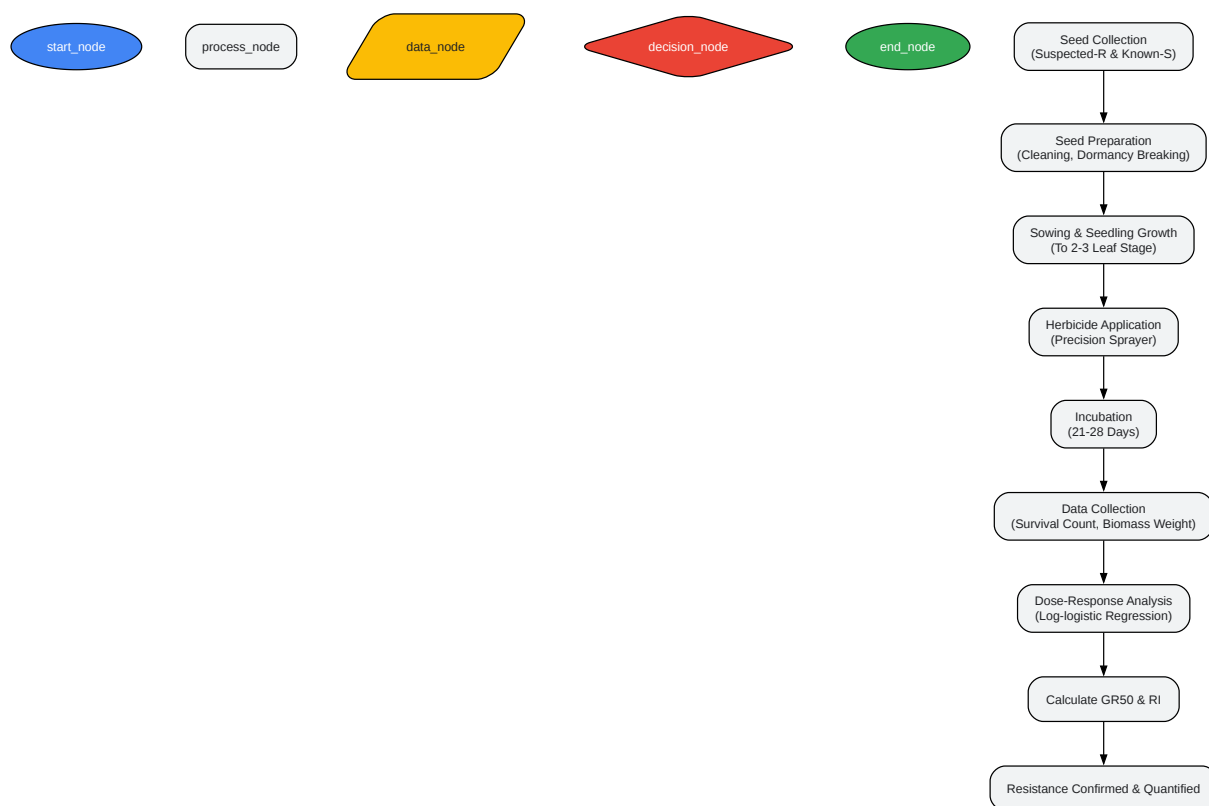 start_node
process_node
data_node
decision_node
end_node
Seed Collection
(Suspected-R & Known-S)
Seed Preparation
(Cleaning, Dormancy Breaking)
Sowing & Seedling Growth
(To 2-3 Leaf Stage)
Herbicide Application
(Precision Sprayer)
Incubation
(21-28 Days)
Data Collection
(Survival Count, Biomass Weight)
Dose-Response Analysis
(Log-logistic Regression)
Calculate GR50 & RI
Resistance Confirmed & Quantified